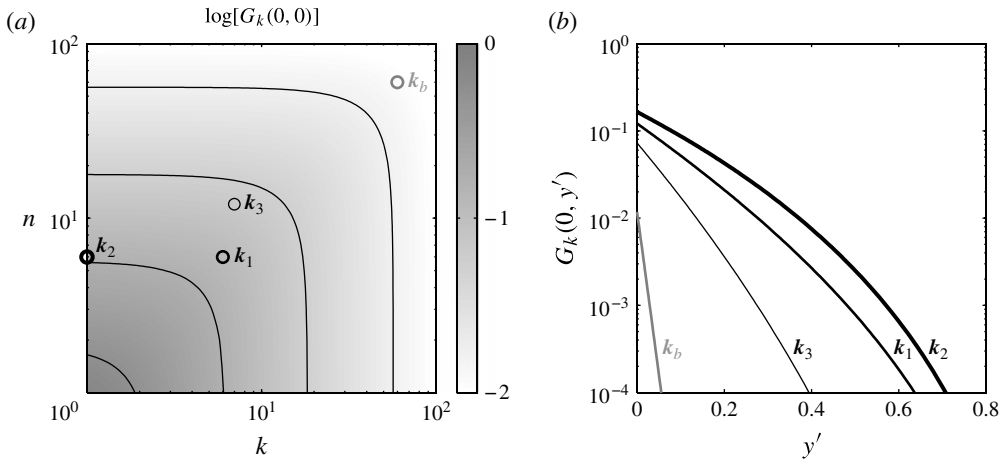 (a)
log[G_k(0, 0)]
10^2
10^1
10^0
n
k_b
k_3
k_2
k_1
10^1
10^2
k
0
−1
−2
(b)
10^0
10^-1
10^-2
10^-3
10^-4
G_k(0, y′)
k_b
k_3
k_1
k_2
0
0.2
0.4
0.6
0.8
y′